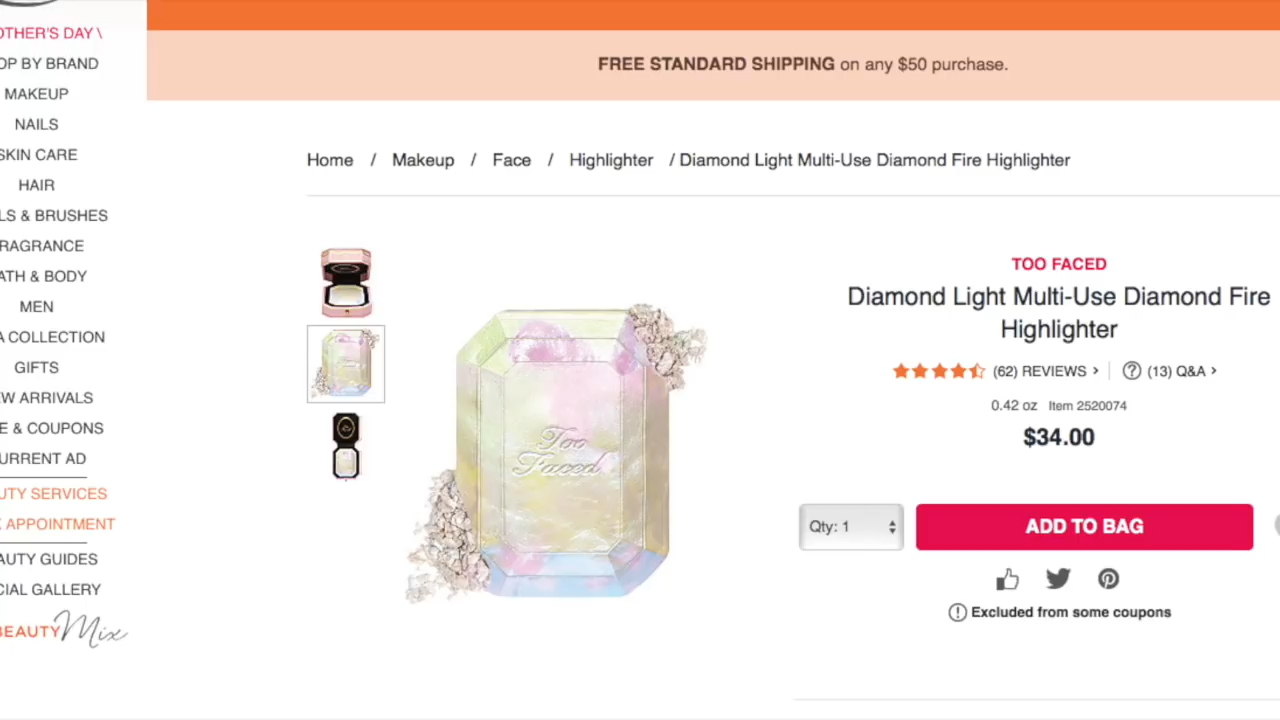 OTHER'S DAY \
OP BY BRAND
MAKEUP
NAILS
SKIN CARE
HAIR
LS & BRUSHES
RAGRANCE
ATH & BODY
MEN
A COLLECTION
GIFTS
EW ARRIVALS
E & COUPONS
URRENT AD
UTY SERVICES
K APPOINTMENT
AUTY GUIDES
CIAL GALLERY
BEAUTY Mix
FREE STANDARD SHIPPING on any $50 purchase.
Home / Makeup / Face / Highlighter / Diamond Light Multi-Use Diamond Fire Highlighter
Too
Faced
TOO FACED
Diamond Light Multi-Use Diamond Fire
Highlighter
(62) REVIEWS > | ? (13) Q&A >
0.42 oz Item 2520074
$34.00
Qty: 1
ADD TO BAG
! Excluded from some coupons